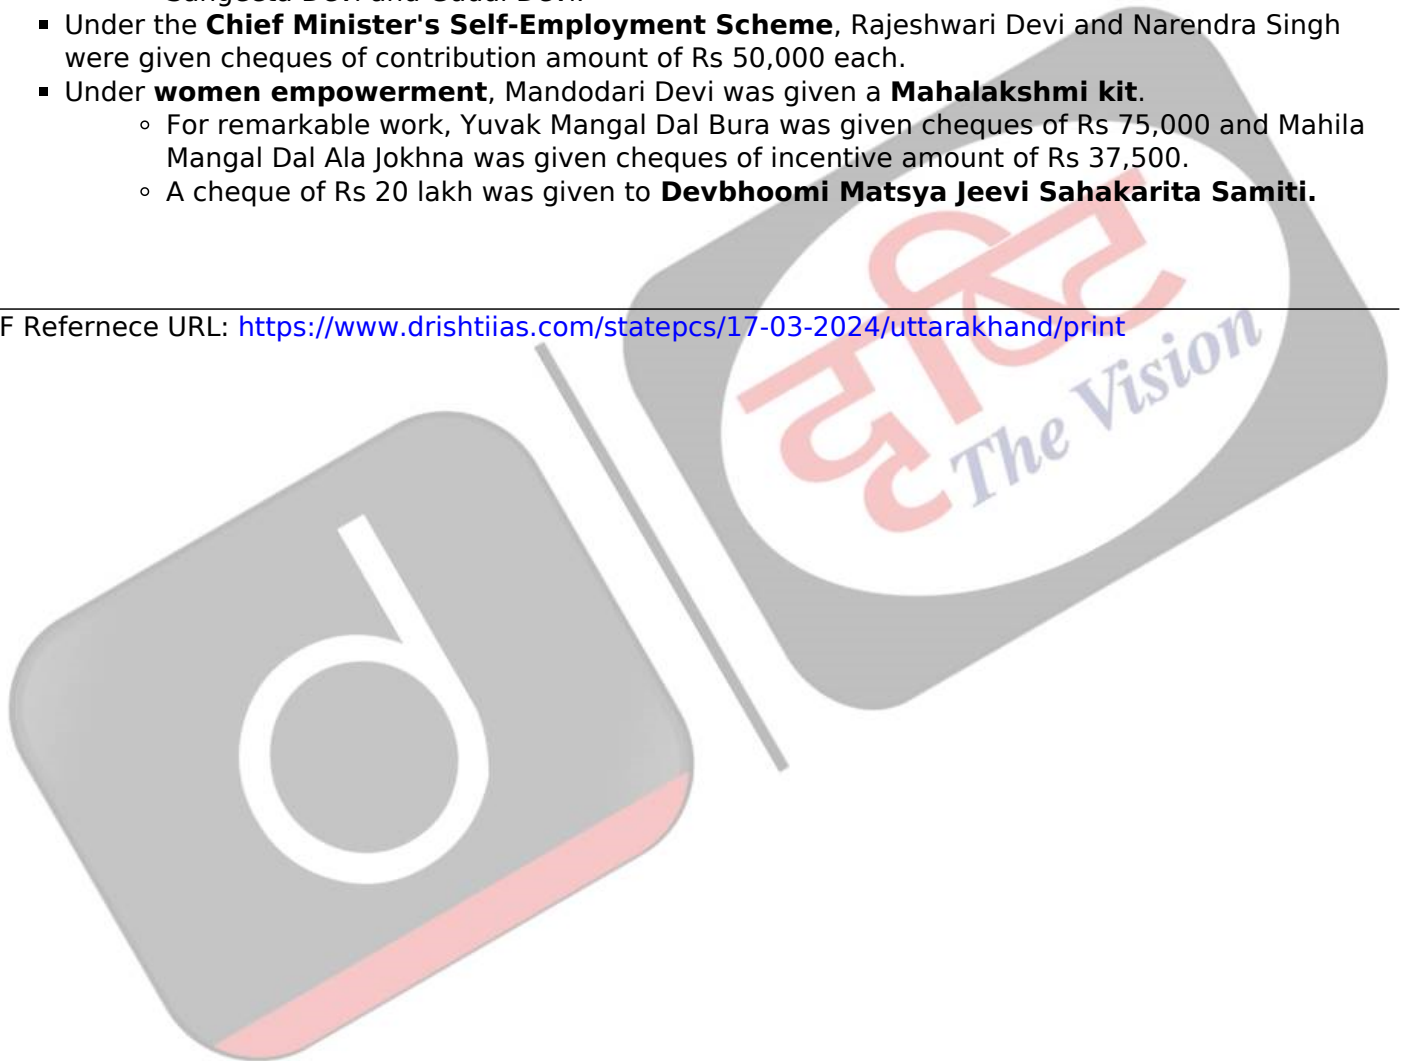 Under the Chief Minister's Self-Employment Scheme, Rajeshwari Devi and Narendra Singh
were given cheques of contribution amount of Rs 50,000 each.
Under women empowerment, Mandodari Devi was given a Mahalakshmi kit.
For remarkable work, Yuvak Mangal Dal Bura was given cheques of Rs 75,000 and Mahila
Mangal Dal Ala Jokhna was given cheques of incentive amount of Rs 37,500.
A cheque of Rs 20 lakh was given to Devbhoomi Matsya Jeevi Sahakarita Samiti.
F Refernece URL: https://www.drishtiias.com/statepcs/17-03-2024/uttarakhand/print
d
दृष्टि
The Vision